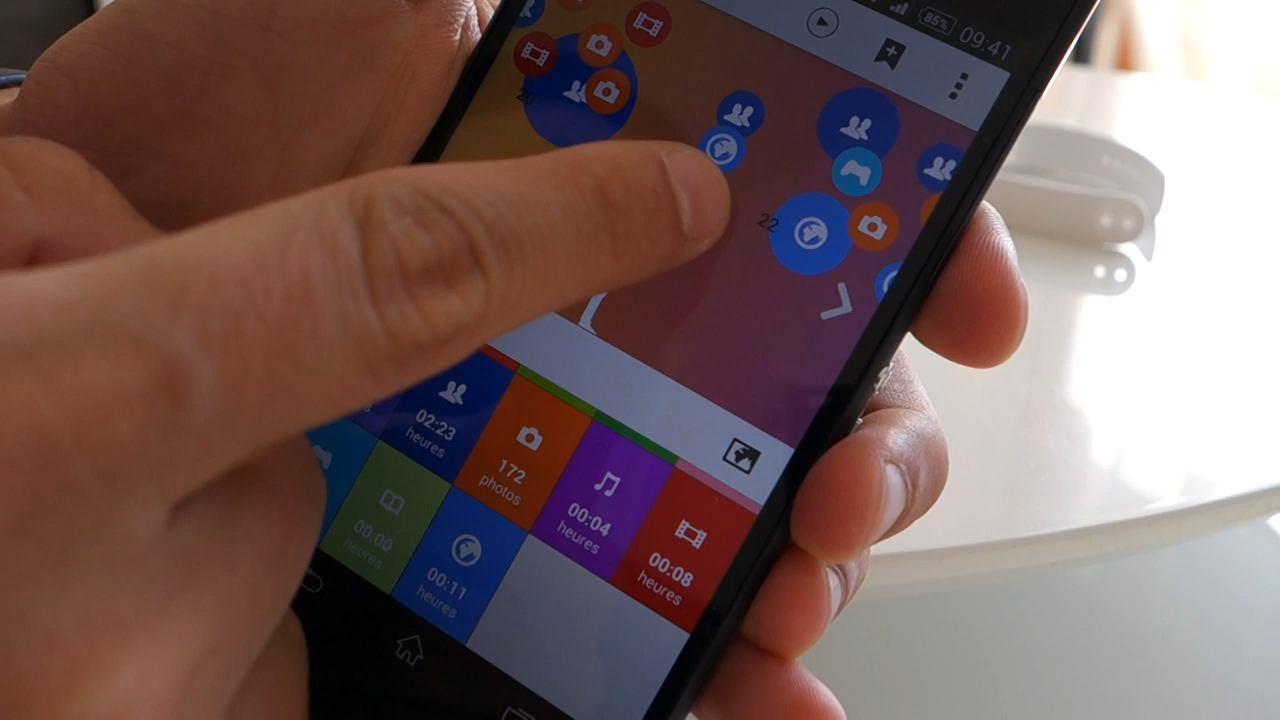 85%
09:41
20
22
02:23
heures
172
photos
00:04
heures
00:08
heures
00:00
heures
00:11
heures